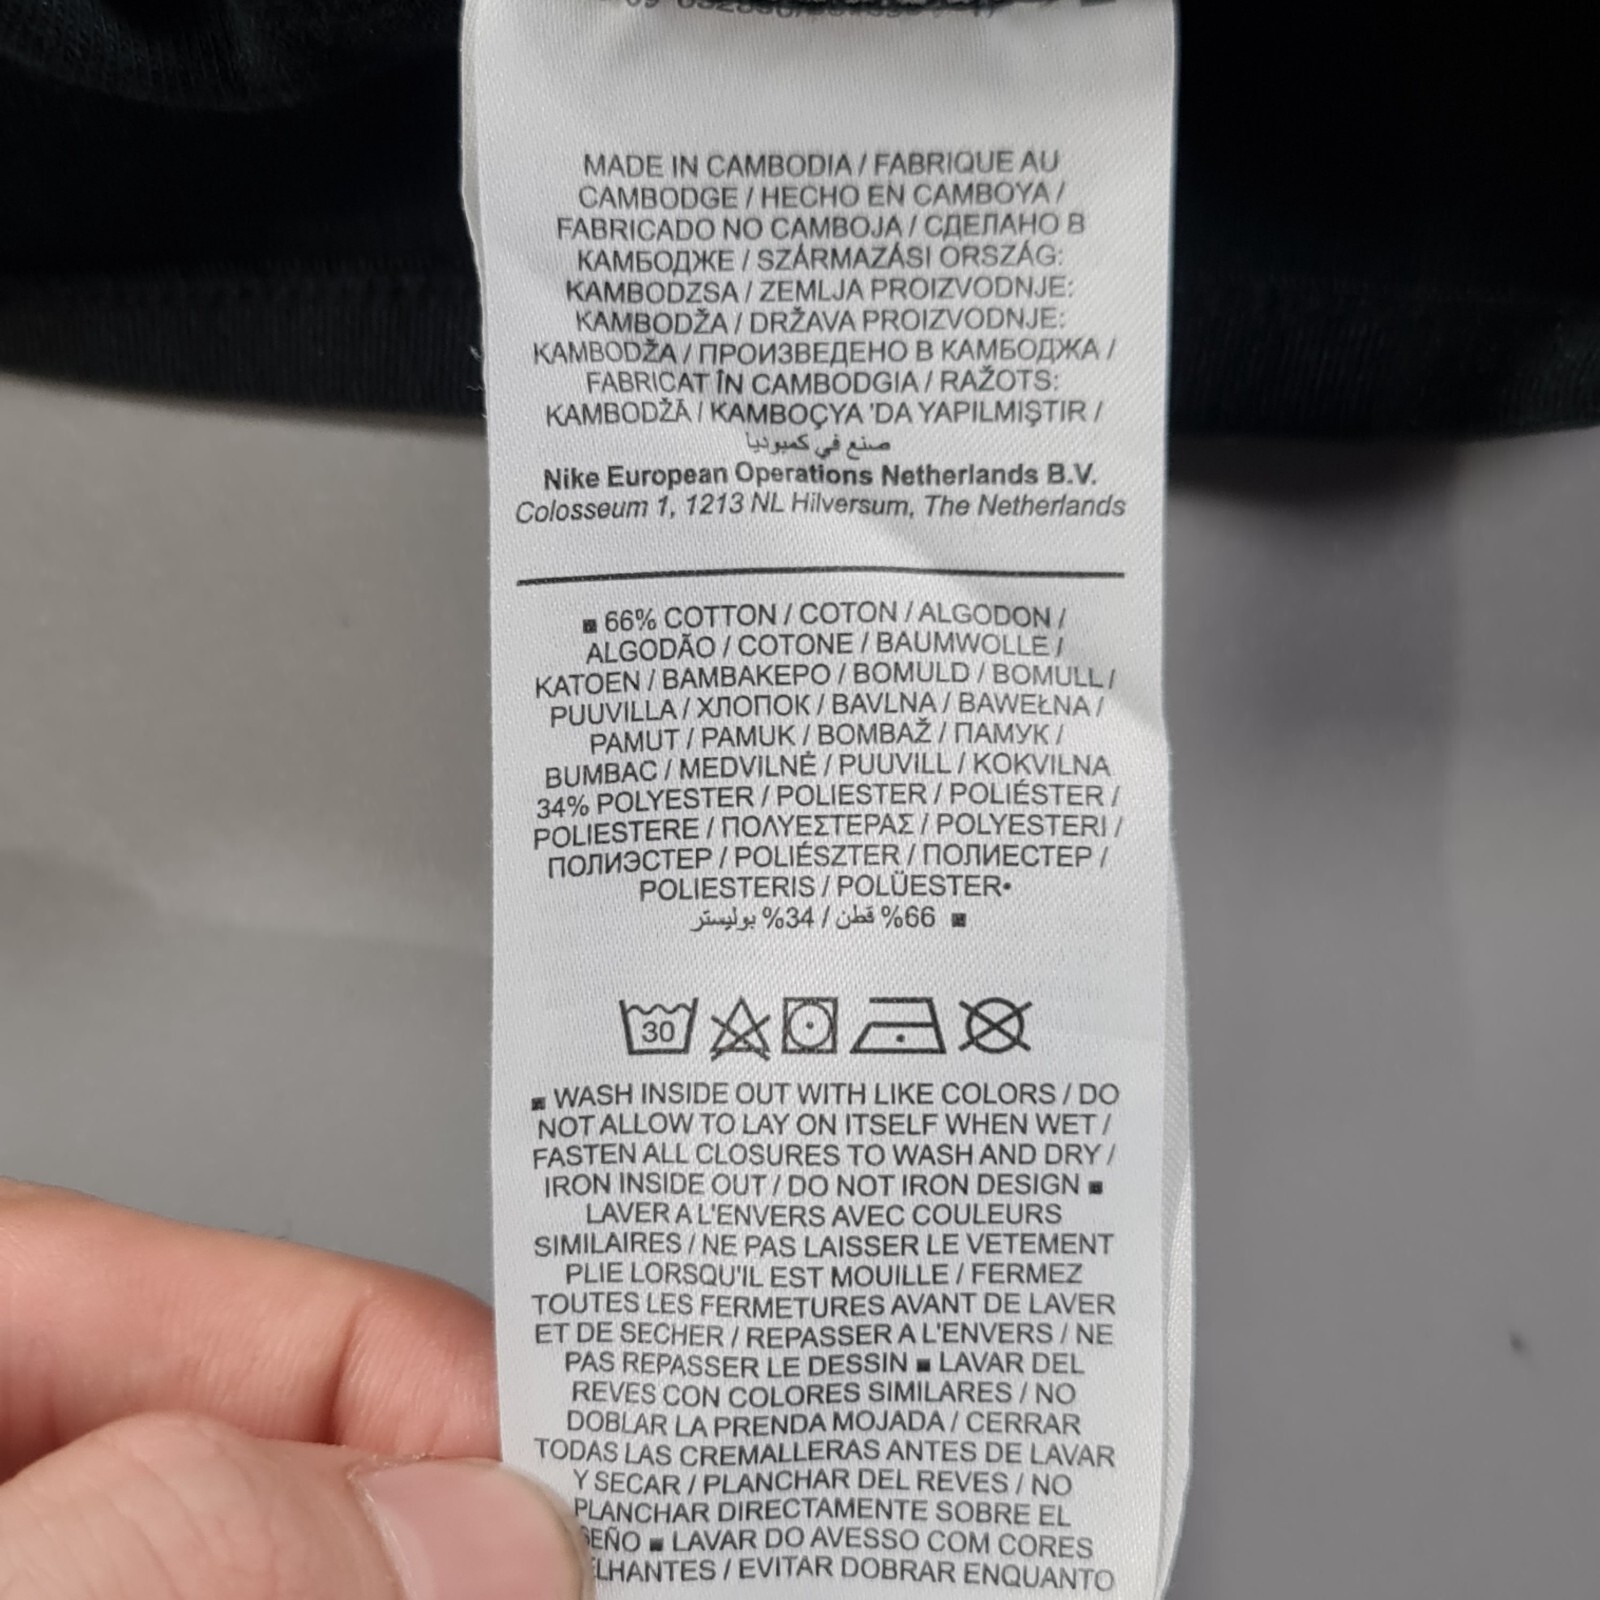 MADE IN CAMBODIA / FABRIQUE AU
CAMBODGE / HECHO EN CAMBOYA /
FABRICADO NO CAMBOJA / СДЕЛАНО В
КАМБОДЖЕ / SZÁRMAZÁSI ORSZÁG:
KAMBODZSA / ZEMLJA PROIZVODNJE:
KAMBODŽA / DRŽAVA PROIZVODNJE:
KAMBODŽA / ПРОИЗВЕДЕНО В КАМБОДЖА /
FABRICAT ÎN CAMBODGIA / RAŽOTS:
KAMBODŽĀ / KAMBOÇYA 'DA YAPILMIŞTIR /
صنع في كمبوديا
Nike European Operations Netherlands B.V.
Colosseum 1, 1213 NL Hilversum, The Netherlands
■ 66% COTTON / COTON / ALGODON /
ALGODÃO / COTONE / BAUMWOLLE /
KATOEN / ΒΑΜΒΑΚΕΡΟ / BOMULD / BOMULL /
PUUVILLA / ХЛОПОК / BAVLNA / BAWEŁNA /
PAMUT / PAMUK / BOMBAŽ / ПАМУК /
BUMBAC / MEDVILNĖ / PUUVILL / KOKVILNA
34% POLYESTER / POLIESTER / POLIÉSTER /
POLIESTERE / ΠΟΛΥΕΣΤΕΡΑΣ / POLYESTERI /
ПОЛИЭСТЕР / POLIÉSZTER / ПОЛИЕСТЕР /
POLIESTERIS / POLÜESTER•
■ 66% قطن / 34% بوليستر
30
■ WASH INSIDE OUT WITH LIKE COLORS / DO
NOT ALLOW TO LAY ON ITSELF WHEN WET /
FASTEN ALL CLOSURES TO WASH AND DRY /
IRON INSIDE OUT / DO NOT IRON DESIGN ■
LAVER A L'ENVERS AVEC COULEURS
SIMILAIRES / NE PAS LAISSER LE VETEMENT
PLIE LORSQU'IL EST MOUILLE / FERMEZ
TOUTES LES FERMETURES AVANT DE LAVER
ET DE SECHER / REPASSER A L'ENVERS / NE
PAS REPASSER LE DESSIN ■ LAVAR DEL
REVES CON COLORES SIMILARES / NO
DOBLAR LA PRENDA MOJADA / CERRAR
TODAS LAS CREMALLERAS ANTES DE LAVAR
Y SECAR / PLANCHAR DEL REVES / NO
PLANCHAR DIRECTAMENTE SOBRE EL
■ LAVAR DO AVESSO COM CORES
/ EVITAR DOBRAR ENQUANTO